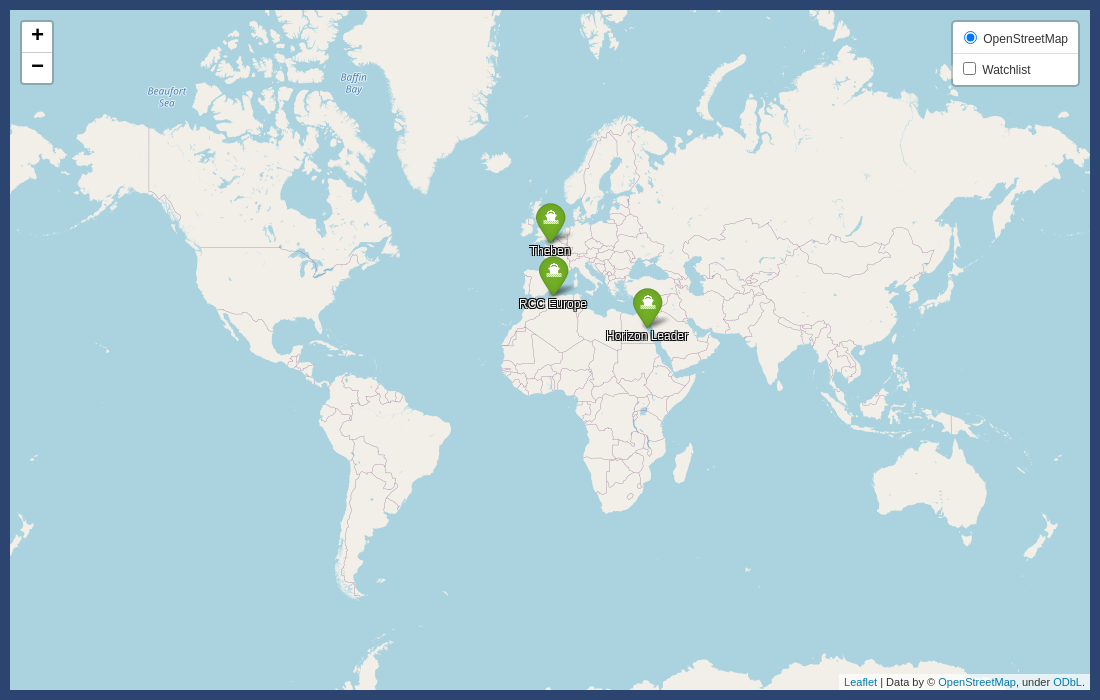 +
−
OpenStreetMap
Watchlist
Beaufort
Sea
Baffin
Bay
Theben
RCC Europe
Horizon Leader
Leaflet | Data by © OpenStreetMap, under ODbL.